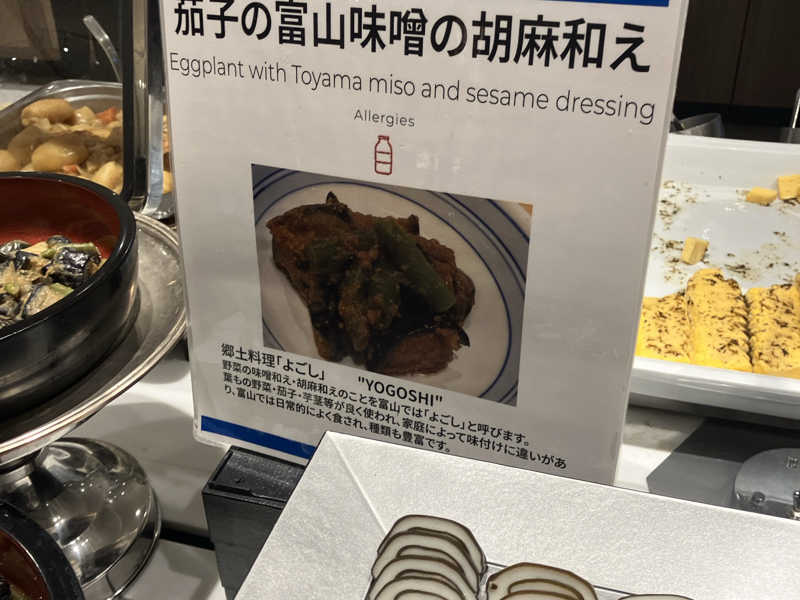 茄子の富山味噌の胡麻和え
Eggplant with Toyama miso and sesame dressing
Allergies
郷土料理「よごし」 "YOGOSHI"
野菜の味噌和え・胡麻和えのことを富山では「よごし」と呼びます。
葉もの野菜・茄子・芋茎等が良く使われ、家庭によって味付けに違いがあ
り、富山では日常的によく食され、種類も豊富です。